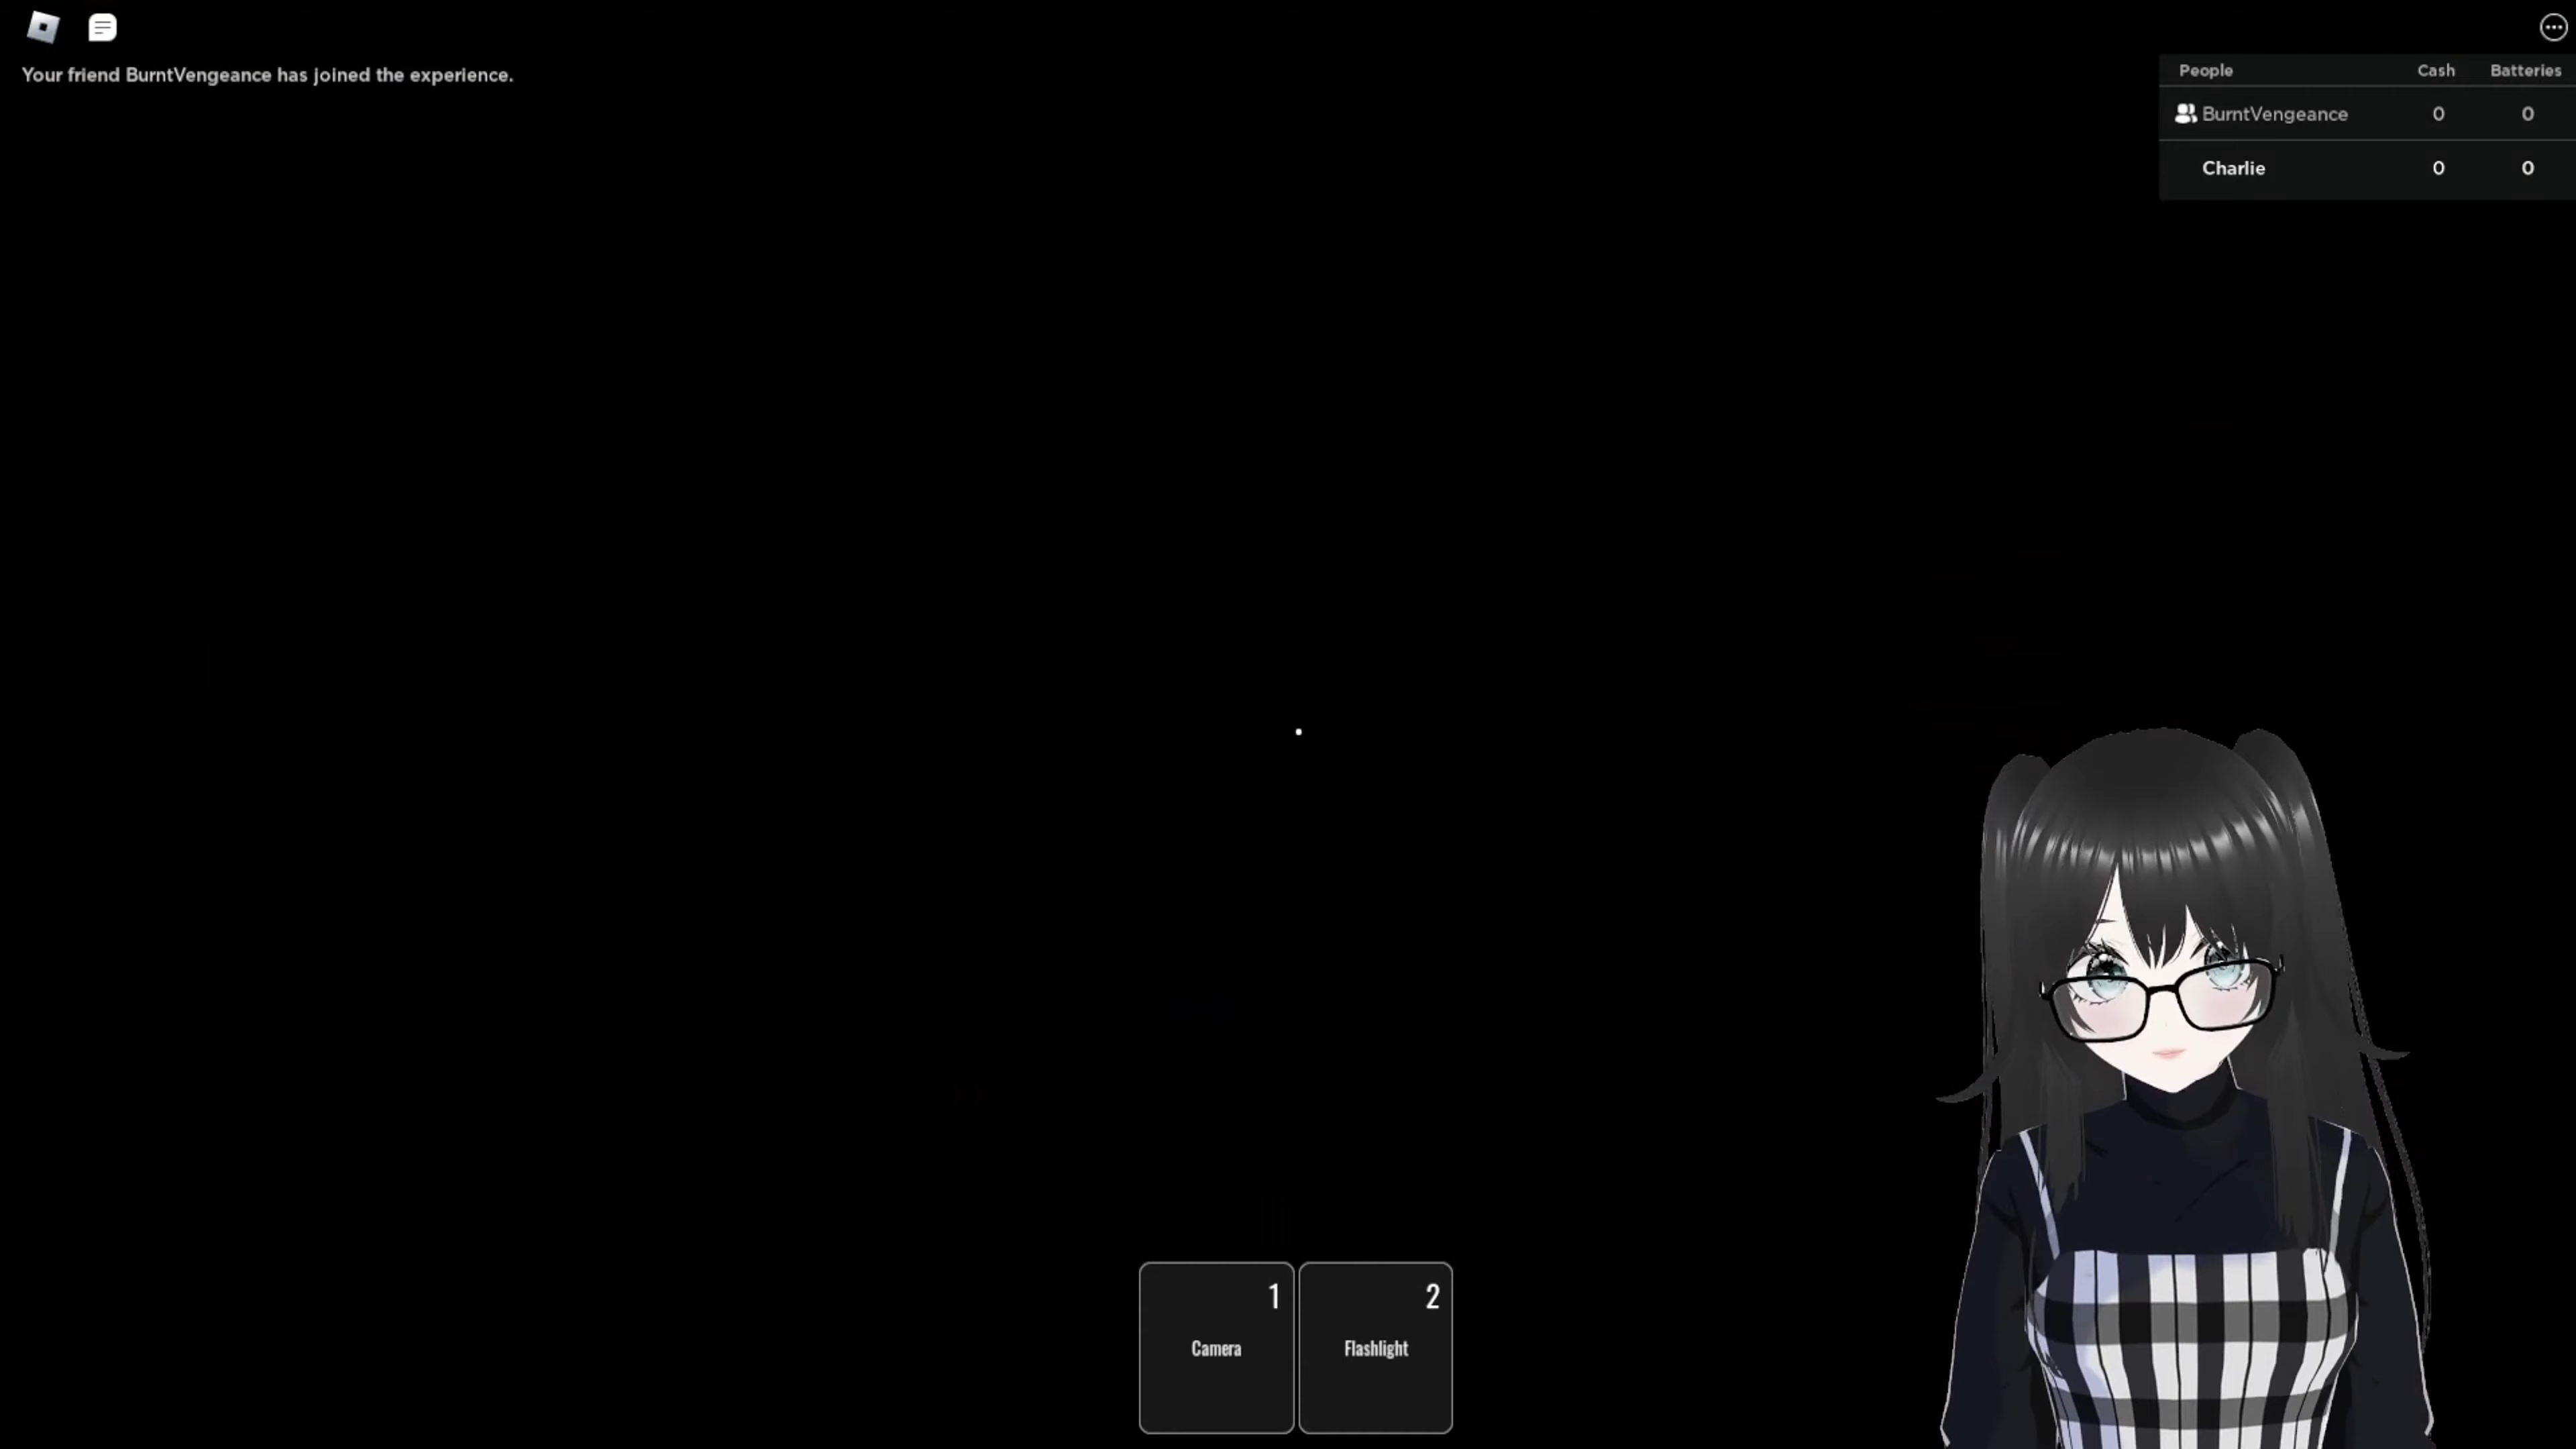 Your friend BurntVengeance has joined the experience.
People Cash Batteries
BurntVengeance 0 0
Charlie 0 0
1 2
Camera Flashlight